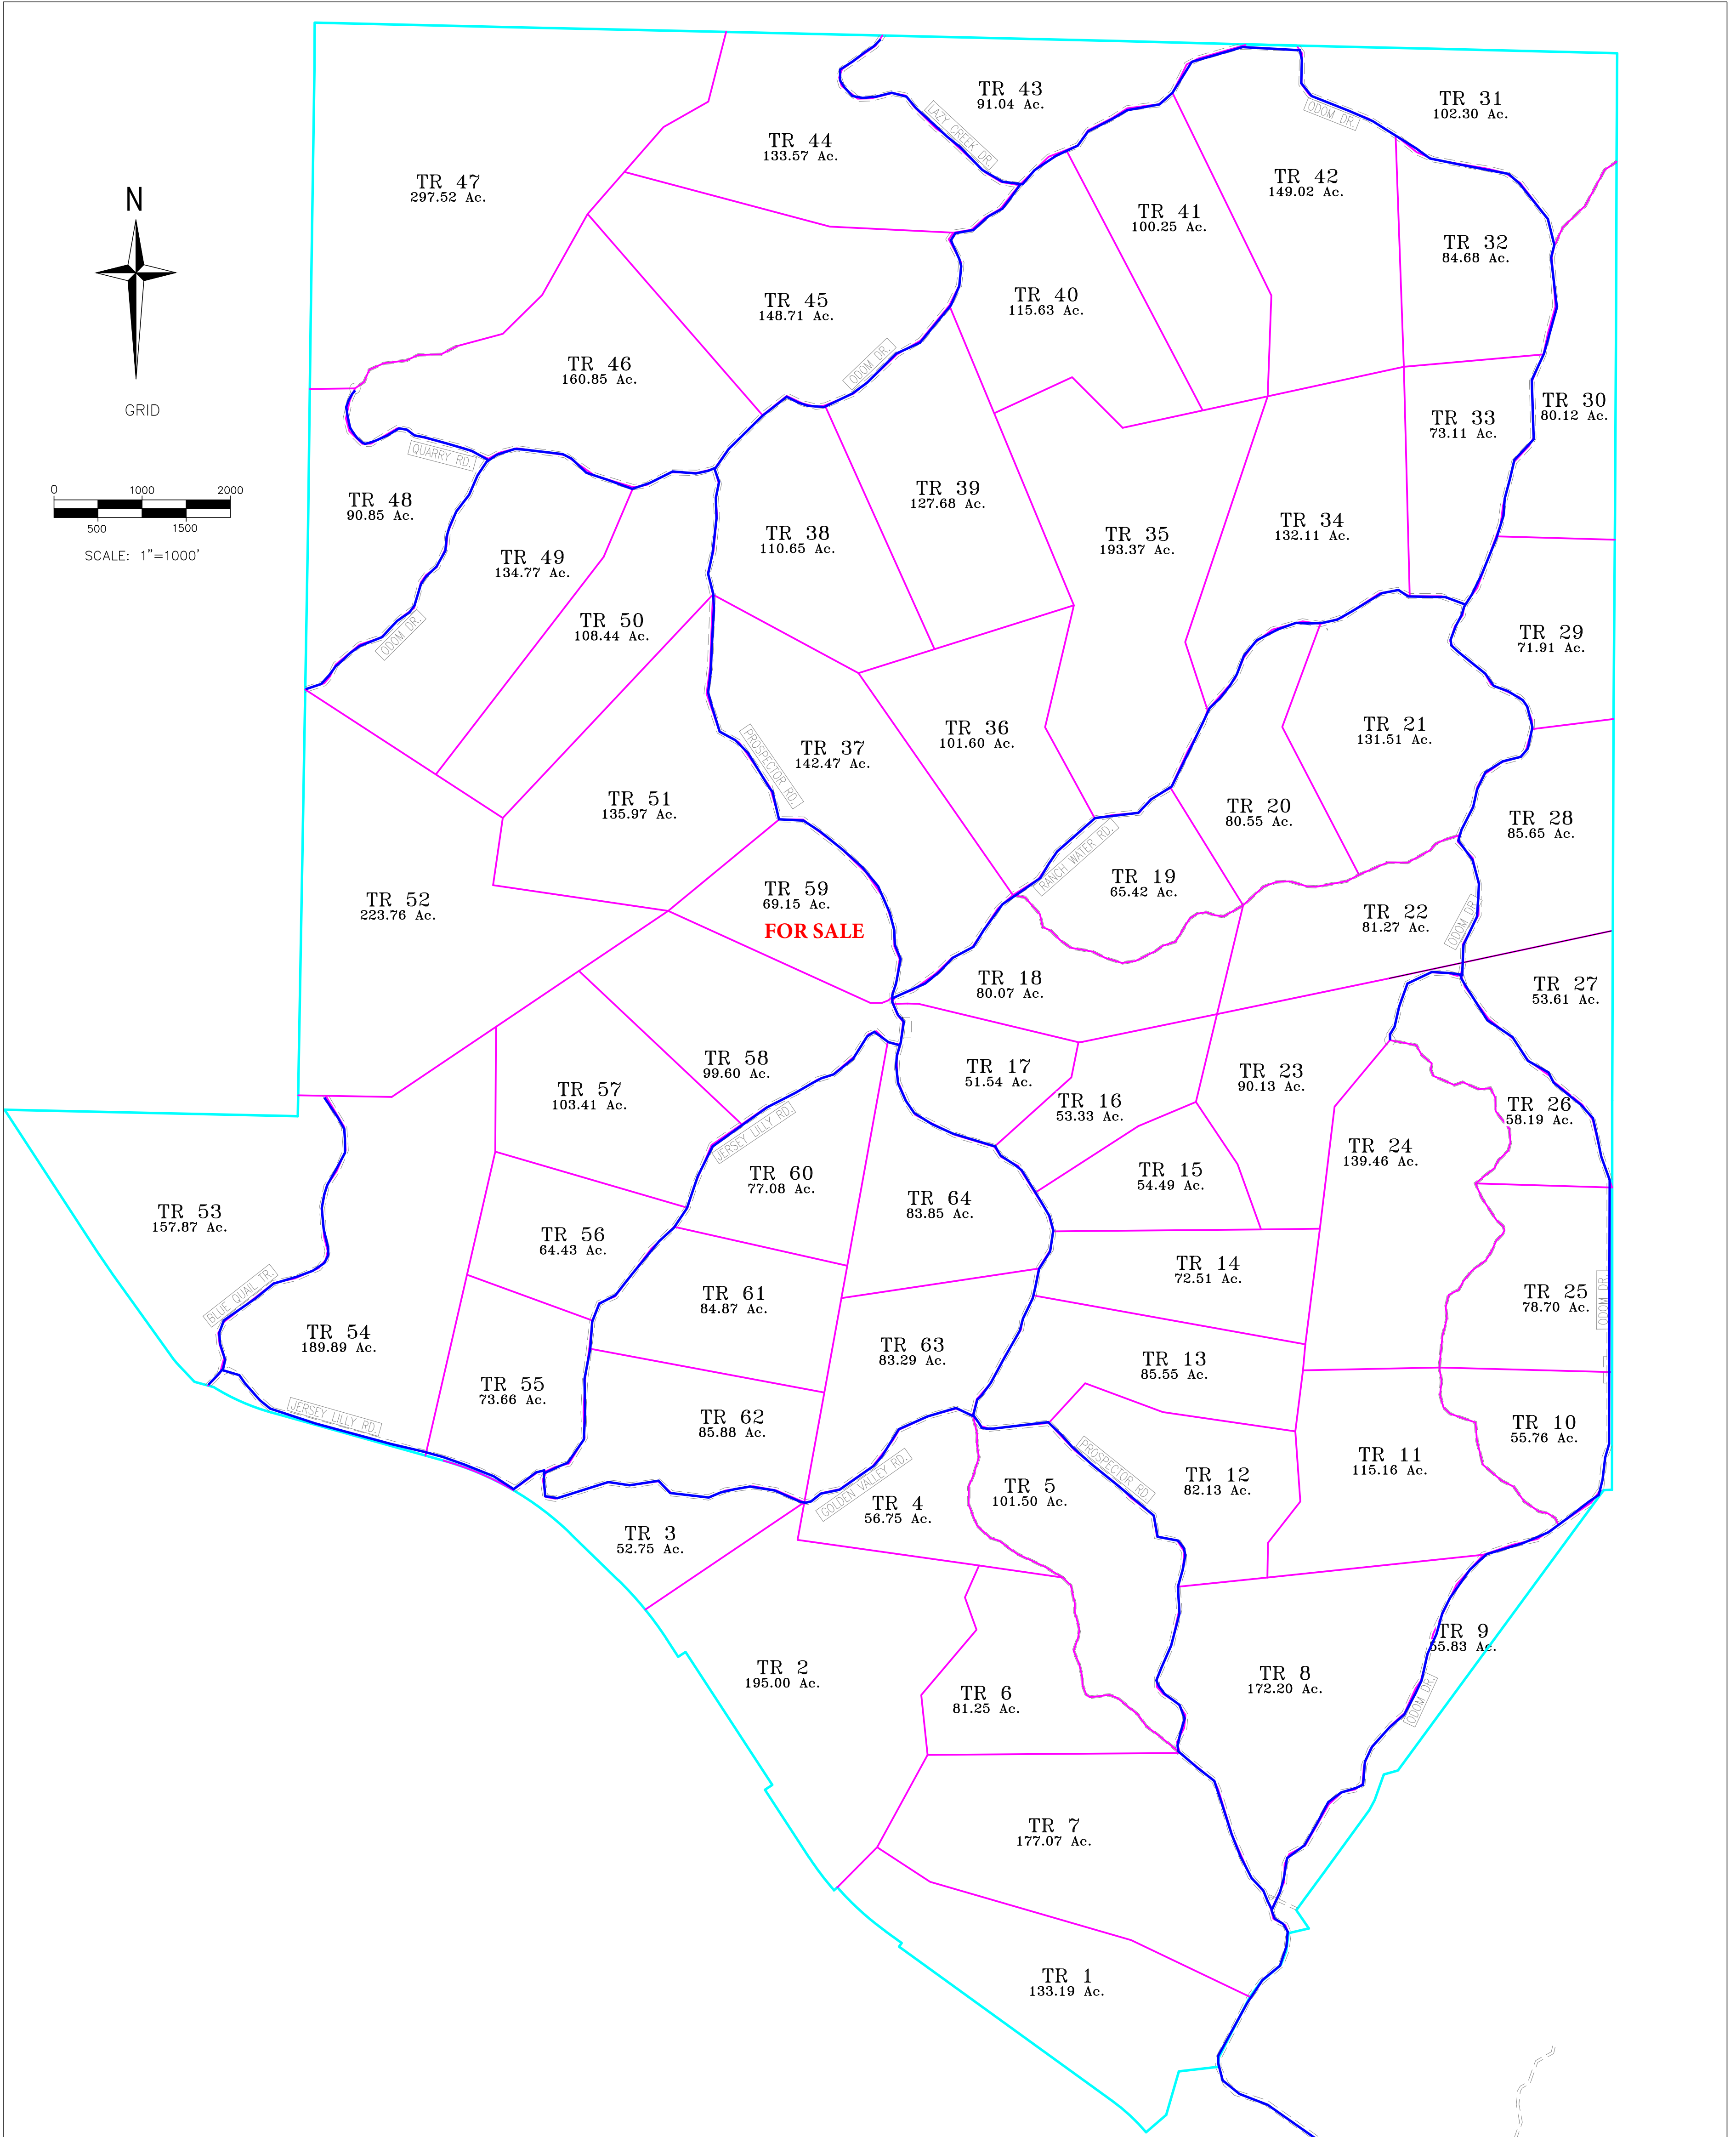 TR 43
91.04 Ac.
TR 31
102.30 Ac.
ODOM DR.
LAZY CREEK DR.
TR 44
133.57 Ac.
TR 47
297.52 Ac.
TR 42
149.02 Ac.
N
TR 41
100.25 Ac.
TR 32
84.68 Ac.
TR 45
148.71 Ac.
TR 40
115.63 Ac.
ODOM DR.
TR 46
160.85 Ac.
GRID
TR 30
80.12 Ac.
TR 33
73.11 Ac.
QUARRY RD.
0 1000 2000
500 1500
SCALE: 1"=1000'
TR 48
90.85 Ac.
TR 39
127.68 Ac.
TR 38
110.65 Ac.
TR 35
193.37 Ac.
TR 34
132.11 Ac.
TR 49
134.77 Ac.
TR 50
108.44 Ac.
ODOM DR.
TR 29
71.91 Ac.
TR 36
101.60 Ac.
TR 21
131.51 Ac.
PROSPECTOR RD.
TR 37
142.47 Ac.
TR 51
135.97 Ac.
TR 20
80.55 Ac.
TR 28
85.65 Ac.
RANCH WATER RD.
TR 19
65.42 Ac.
TR 59
69.15 Ac.
FOR SALE
TR 52
223.76 Ac.
TR 22
81.27 Ac.
ODOM DR.
TR 18
80.07 Ac.
TR 27
53.61 Ac.
TR 58
99.60 Ac.
TR 17
51.54 Ac.
TR 23
90.13 Ac.
TR 57
103.41 Ac.
TR 16
53.33 Ac.
TR 26
58.19 Ac.
JERSEY LILLY RD.
TR 24
139.46 Ac.
TR 60
77.08 Ac.
TR 15
54.49 Ac.
TR 64
83.85 Ac.
TR 53
157.87 Ac.
TR 56
64.43 Ac.
TR 14
72.51 Ac.
BLUE QUAIL TR.
TR 61
84.87 Ac.
TR 25
78.70 Ac.
ODOM DR.
TR 54
189.89 Ac.
TR 63
83.29 Ac.
TR 13
85.55 Ac.
TR 55
73.66 Ac.
JERSEY LILLY RD.
TR 62
85.88 Ac.
TR 10
55.76 Ac.
TR 11
115.16 Ac.
PROSPECTOR RD.
GOLDEN VALLEY RD.
TR 12
82.13 Ac.
TR 5
101.50 Ac.
TR 4
56.75 Ac.
TR 3
52.75 Ac.
TR 9
55.83 Ac.
TR 2
195.00 Ac.
TR 8
172.20 Ac.
ODOM DR.
TR 6
81.25 Ac.
TR 7
177.07 Ac.
TR 1
133.19 Ac.